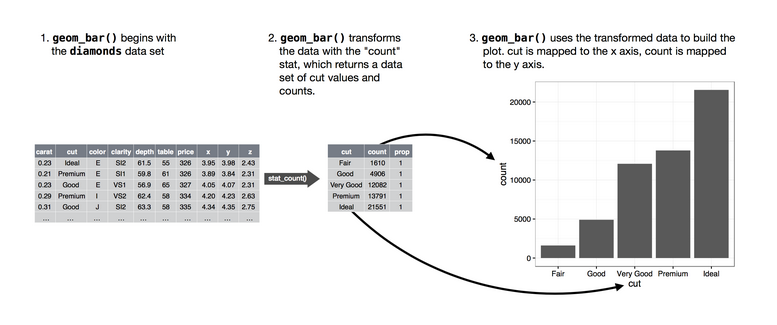 1. geom_bar() begins with
the diamonds data set
2. geom_bar() transforms
the data with the "count"
stat, which returns a data
set of cut values and
counts.
3. geom_bar() uses the transformed data to build the
plot. cut is mapped to the x axis, count is mapped
to the y axis.
carat cut color clarity depth table price x y z
0.23 Ideal E SI2 61.5 55 326 3.95 3.98 2.43
0.21 Premium E SI1 59.8 61 326 3.89 3.84 2.31
0.23 Good E VS1 56.9 65 327 4.05 4.07 2.31
0.29 Premium I VS2 62.4 58 334 4.20 4.23 2.63
0.31 Good J SI2 63.3 58 335 4.34 4.35 2.75
... ... ... ... ... ... ... ... ... ...
stat_count()
cut count prop
Fair 1610 1
Good 4906 1
Very Good 12082 1
Premium 13791 1
Ideal 21551 1
count
20000
15000
10000
5000
0
Fair Good Very Good Premium Ideal
cut